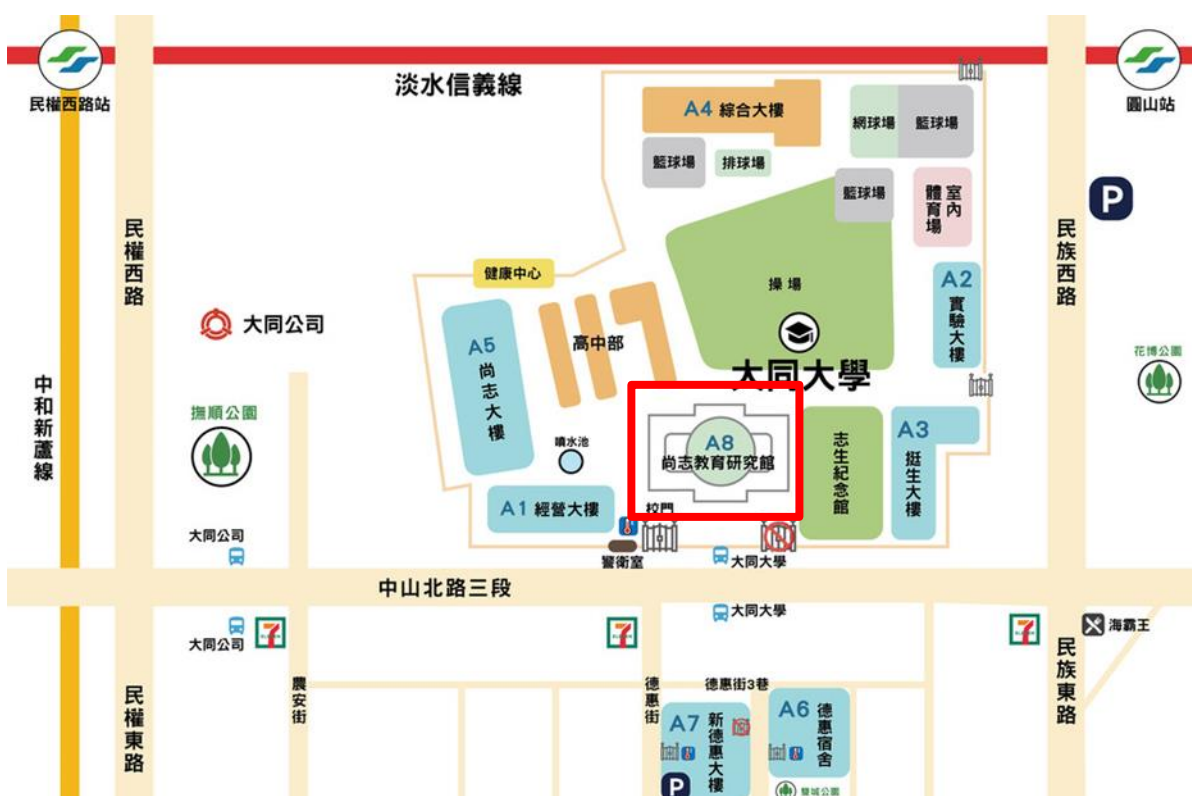 民權西路站
淡水信義線
圓山站
A4 綜合大樓
網球場
籃球場
籃球場
排球場
籃球場
室內體育場
P
民權西路
民族西路
健康中心
操場
A2 實驗大樓
大同公司
A5 尚志大樓
高中部
大同大學
花博公園
中和新蘆線
撫順公園
噴水池
A8
尚志教育研究館
志生紀念館
A3 挺生大樓
A1 經營大樓
校門
大同公司
警衛室
大同大學
中山北路三段
大同公司
7
7
大同大學
7
海霸王
民權東路
農安街
德惠街
德惠街3巷
民族東路
A7 新德惠大樓
A6 德惠宿舍
P
雙城公園